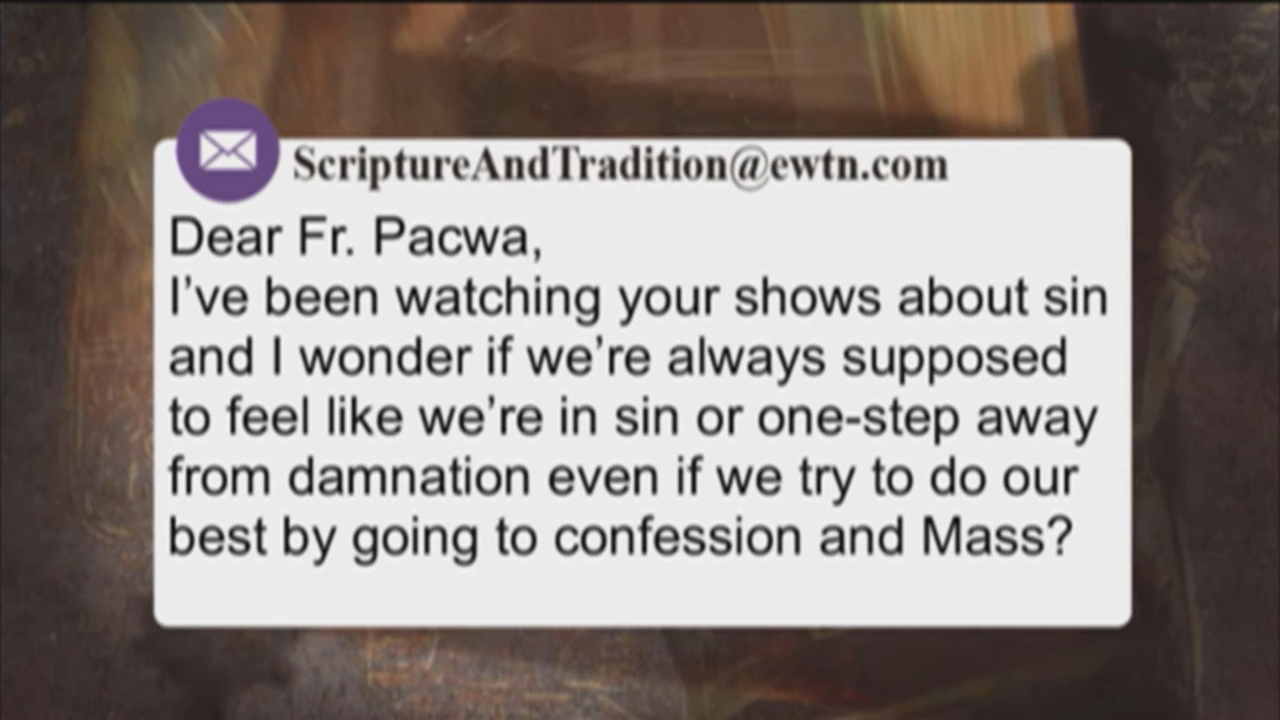 ScriptureAndTradition@ewtn.com
Dear Fr. Pacwa,
I’ve been watching your shows about sin
and I wonder if we’re always supposed
to feel like we’re in sin or one-step away
from damnation even if we try to do our
best by going to confession and Mass?